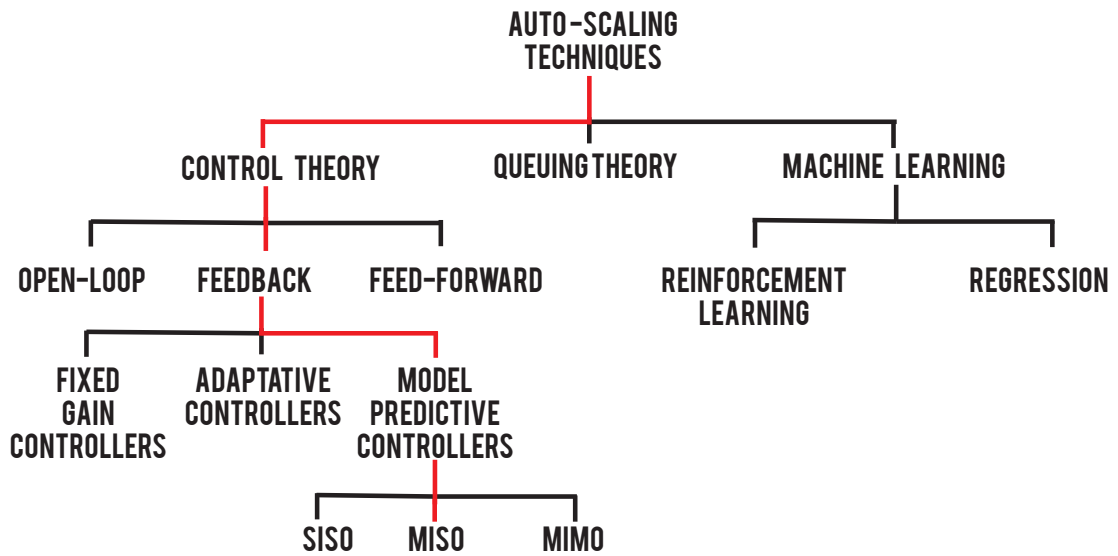 AUTO-SCALING
TECHNIQUES
CONTROL THEORY
QUEUING THEORY
MACHINE LEARNING
OPEN-LOOP
FEEDBACK
FEED-FORWARD
REINFORCEMENT
LEARNING
REGRESSION
FIXED
GAIN
CONTROLLERS
ADAPTATIVE
CONTROLLERS
MODEL
PREDICTIVE
CONTROLLERS
SISO
MISO
MIMO